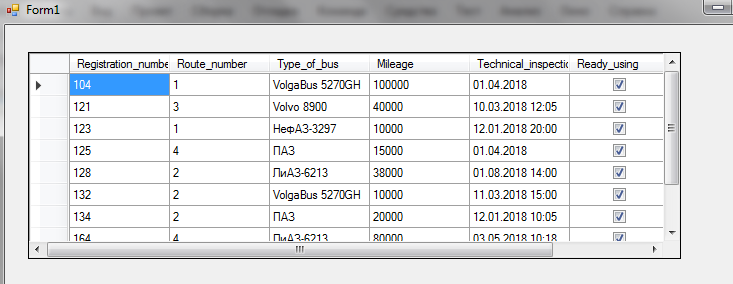 Form1
Registration_numbe Route_number Type_of_bus Mileage Technical_inspectic Ready_using
104 1 VolgaBus 5270GH 100000 01.04.2018
121 3 Volvo 8900 40000 10.03.2018 12:05
123 1 НефАЗ-3297 10000 12.01.2018 20:00
125 4 ПАЗ 15000 01.04.2018
128 2 ЛиАЗ-6213 38000 01.08.2018 14:00
132 2 VolgaBus 5270GH 10000 11.03.2018 15:00
134 2 ПАЗ 20000 12.01.2018 10:05
164 4 ЛиАЗ-6213 80000 03.05.2018 10:18